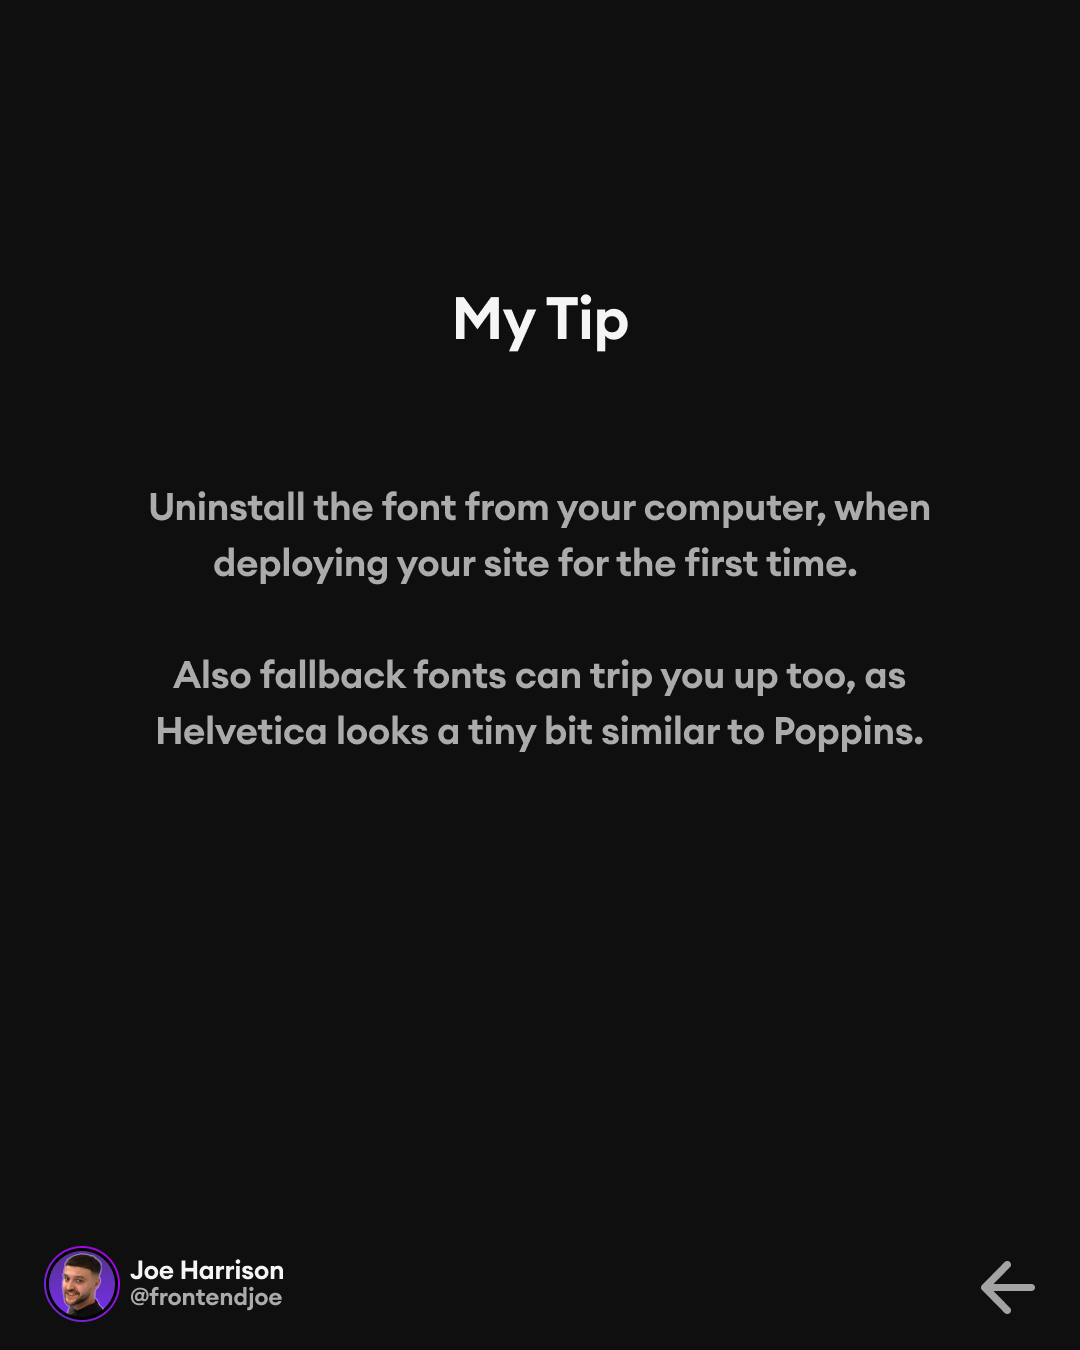 My Tip
Uninstall the font from your computer, when
deploying your site for the first time.
Also fallback fonts can trip you up too, as
Helvetica looks a tiny bit similar to Poppins.
Joe Harrison
@frontendjoe